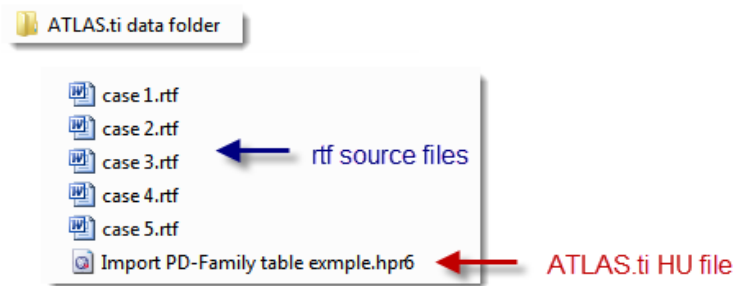 ATLAS.ti data folder
case 1.rtf
case 2.rtf
case 3.rtf
rtf source files
case 4.rtf
case 5.rtf
Import PD-Family table exmple.hpr6
ATLAS.ti HU file